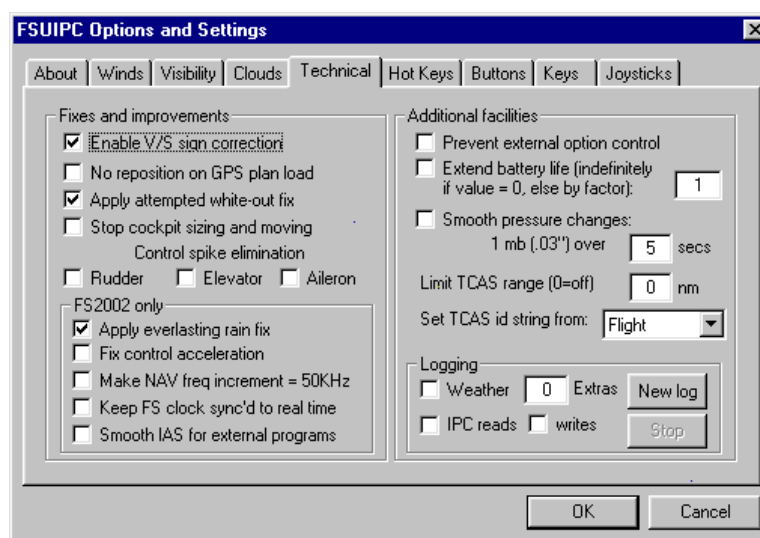 FSUIPC Options and Settings
About Winds Visibility Clouds Technical Hot Keys Buttons Keys Joysticks
Fixes and improvements
Enable V/S sign correction
No reposition on GPS plan load
Apply attempted white-out fix
Stop cockpit sizing and moving
Control spike elimination
Rudder Elevator Aileron
FS2002 only
Apply everlasting rain fix
Fix control acceleration
Make NAV freq increment = 50KHz
Keep FS clock sync'd to real time
Smooth IAS for external programs
Additional facilities
Prevent external option control
Extend battery life (indefinitely
if value = 0, else by factor): 1
Smooth pressure changes:
1 mb (.03") over 5 secs
Limit TCAS range (0=off) 0 nm
Set TCAS id string from: Flight
Logging
Weather 0 Extras New log
IPC reads writes Stop
OK Cancel